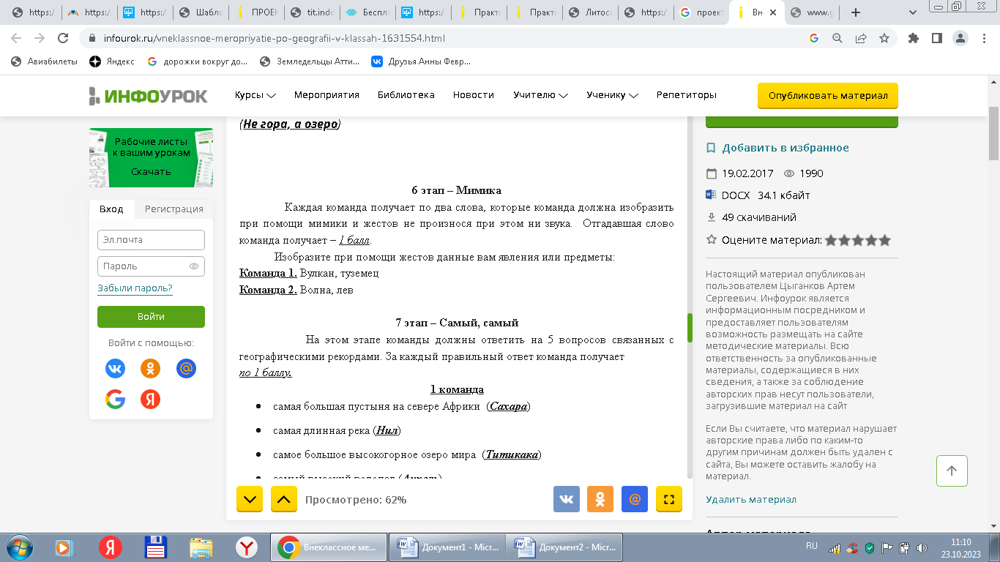 https:/
https:/
https:/
Шабло
ПРОЕК
tit.indd
Беспла
https:/
Практи
Практи
Литос
https:/
проект
Вне
www.g
infourok.ru/vneklassnoe-meropriyatie-po-geografii-v-klassah-1631554.html
Авиабилеты
Яндекс
дорожки вокруг до...
Земледельцы Атти...
Друзья Анны Февр...
ИНФОУРОК
Курсы
Мероприятия
Библиотека
Новости
Учителю
Ученику
Репетиторы
Опубликовать материал
Рабочие листы
к вашим урокам
Скачать
Вход
Регистрация
Эл.почта
Пароль
Забыли пароль?
Войти
Войти с помощью:
(Не гора, а озеро)
6 этап – Мимика
Каждая команда получает по два слова, которые команда должна изобразить
при помощи мимики и жестов не произнося при этом ни звука. Отгадавшая слово
команда получает – 1 балл.
Изобразите при помощи жестов данные вам явления или предметы:
Команда 1. Вулкан, туземец
Команда 2. Волна, лев
7 этап – Самый, самый
На этом этапе команды должны ответить на 5 вопросов связанных с
географическими рекордами. За каждый правильный ответ команда получает
по 1 баллу.
1 команда
• самая большая пустыня на севере Африки (Сахара)
• самая длинная река (Нил)
• самое большое высокогорное озеро мира (Титикака)
Просмотрено: 62%
Добавить в избранное
19.02.2017 1990
DOCX 34.1 кбайт
49 скачиваний
Оцените материал:
Настоящий материал опубликован
пользователем Цыганков Артем
Сергеевич. Инфоурок является
информационным посредником и
предоставляет пользователям
возможность размещать на сайте
методические материалы. Всю
ответственность за опубликованные
материалы, содержащиеся в них
сведения, а также за соблюдение
авторских прав несут пользователи,
загрузившие материал на сайт
Если Вы считаете, что материал нарушает
авторские права либо по каким-то
другим причинам должен быть удален с
сайта, Вы можете оставить жалобу на
материал.
Удалить материал
Автор материала
Внеклассное ме...
Документ1 - Micr...
Документ2 - Micr...
RU
11:10
23.10.2023